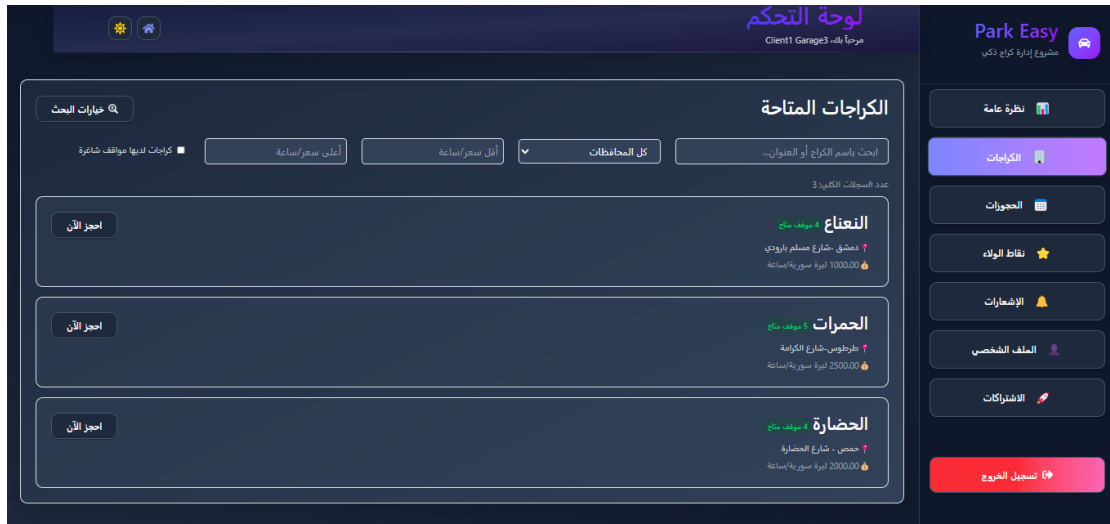 Park Easy
مشروع إدارة كراج ذكي
نظرة عامة
الكراجات
الحجوزات
نقاط الولاء
الإشعارات
الملف الشخصي
الاشتراكات
تسجيل الخروج
لوحة التحكم
مرحباً بك، Client1 Garage3
الكراجات المتاحة
خيارات البحث
ابحث باسم الكراج أو العنوان...
كل المحافظات
أقل سعر/ساعة
أعلى سعر/ساعة
كراجات لديها مواقف شاغرة
عدد السجلات الكلي: 3
النعناع 4 موقف متاح
دمشق -شارع مسلم بارودي
1000.00 ليرة سورية/ساعة
احجز الآن
الحمرات 5 موقف متاح
طرطوس-شارع الكرامة
2500.00 ليرة سورية/ساعة
احجز الآن
الحضارة 4 موقف متاح
حمص - شارع الحضارة
2000.00 ليرة سورية/ساعة
احجز الآن